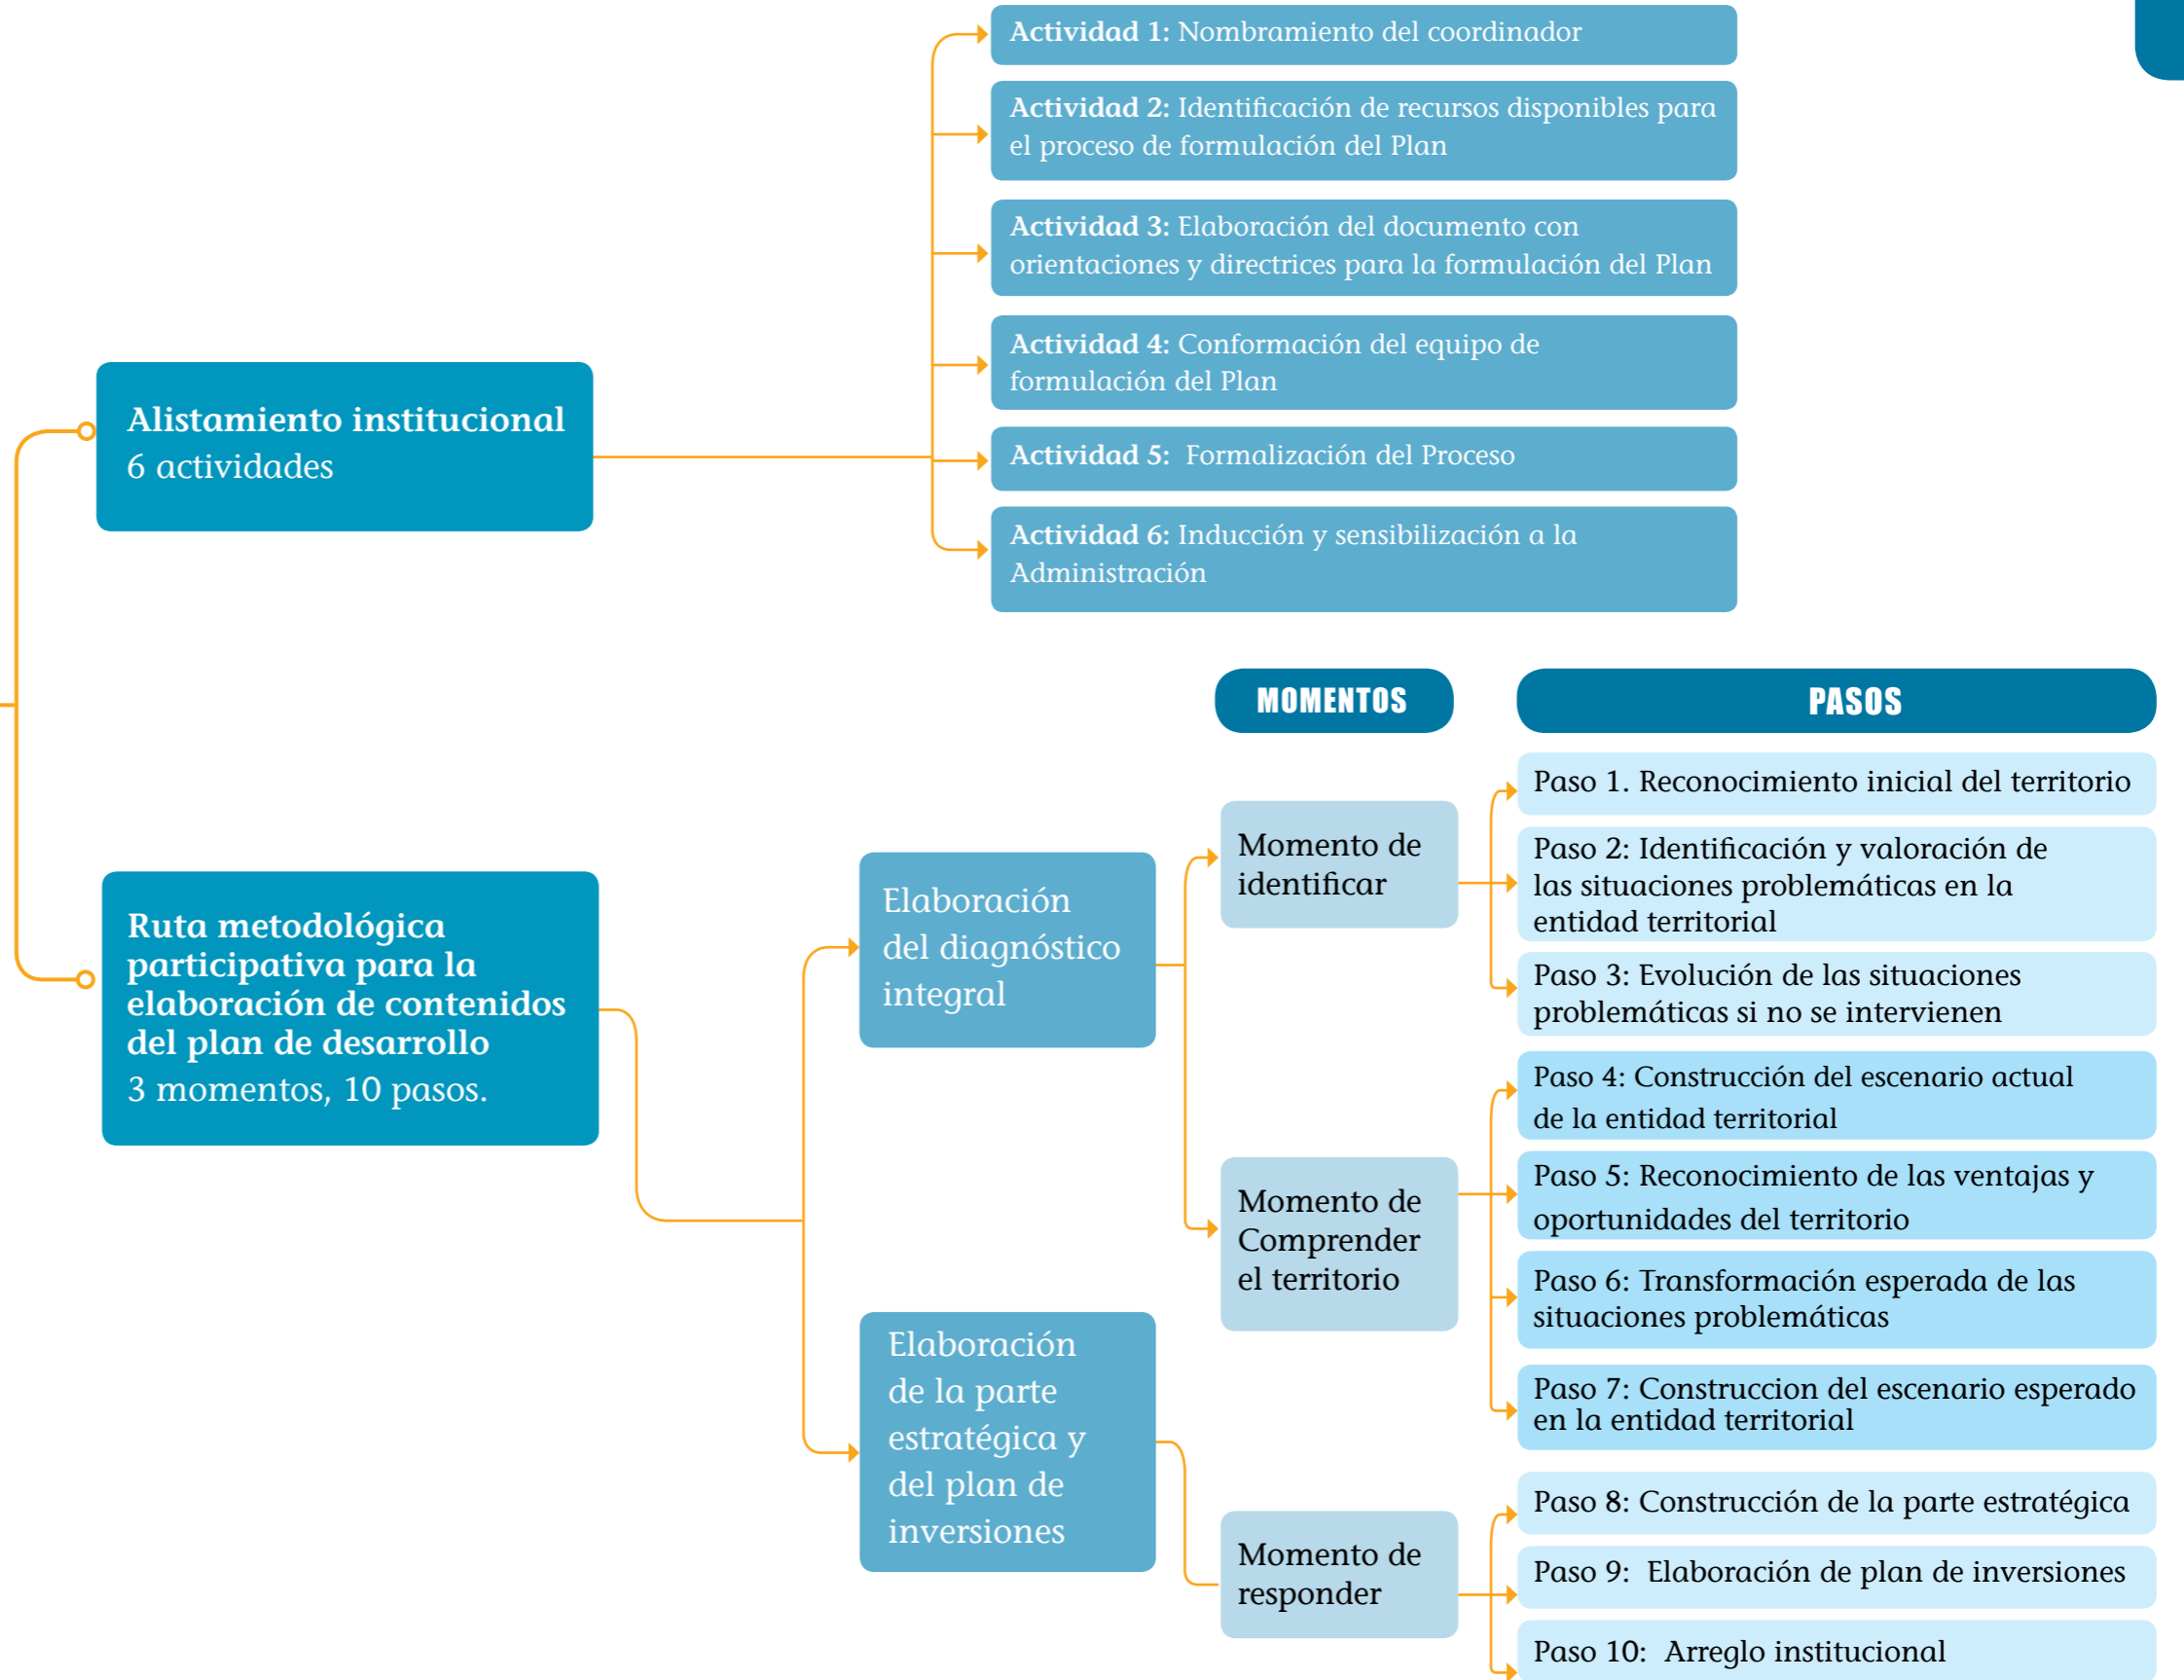 Actividad 1: Nombramiento del coordinador
Actividad 2: Identificación de recursos disponibles para
el proceso de formulación del Plan
Actividad 3: Elaboración del documento con
orientaciones y directrices para la formulación del Plan
Actividad 4: Conformación del equipo de
formulación del Plan
Actividad 5: Formalización del Proceso
Actividad 6: Inducción y sensibilización a la
Administración
Alistamiento institucional
6 actividades
Ruta metodológica
participativa para la
elaboración de contenidos
del plan de desarrollo
3 momentos, 10 pasos.
Elaboración
del diagnóstico
integral
Elaboración
de la parte
estratégica y
del plan de
inversiones
MOMENTOS
Momento de
identificar
Momento de
Comprender
el territorio
Momento de
responder
PASOS
Paso 1. Reconocimiento inicial del territorio
Paso 2: Identificación y valoración de
las situaciones problemáticas en la
entidad territorial
Paso 3: Evolución de las situaciones
problemáticas si no se intervienen
Paso 4: Construcción del escenario actual
de la entidad territorial
Paso 5: Reconocimiento de las ventajas y
oportunidades del territorio
Paso 6: Transformación esperada de las
situaciones problemáticas
Paso 7: Construccion del escenario esperado
en la entidad territorial
Paso 8: Construcción de la parte estratégica
Paso 9: Elaboración de plan de inversiones
Paso 10: Arreglo institucional